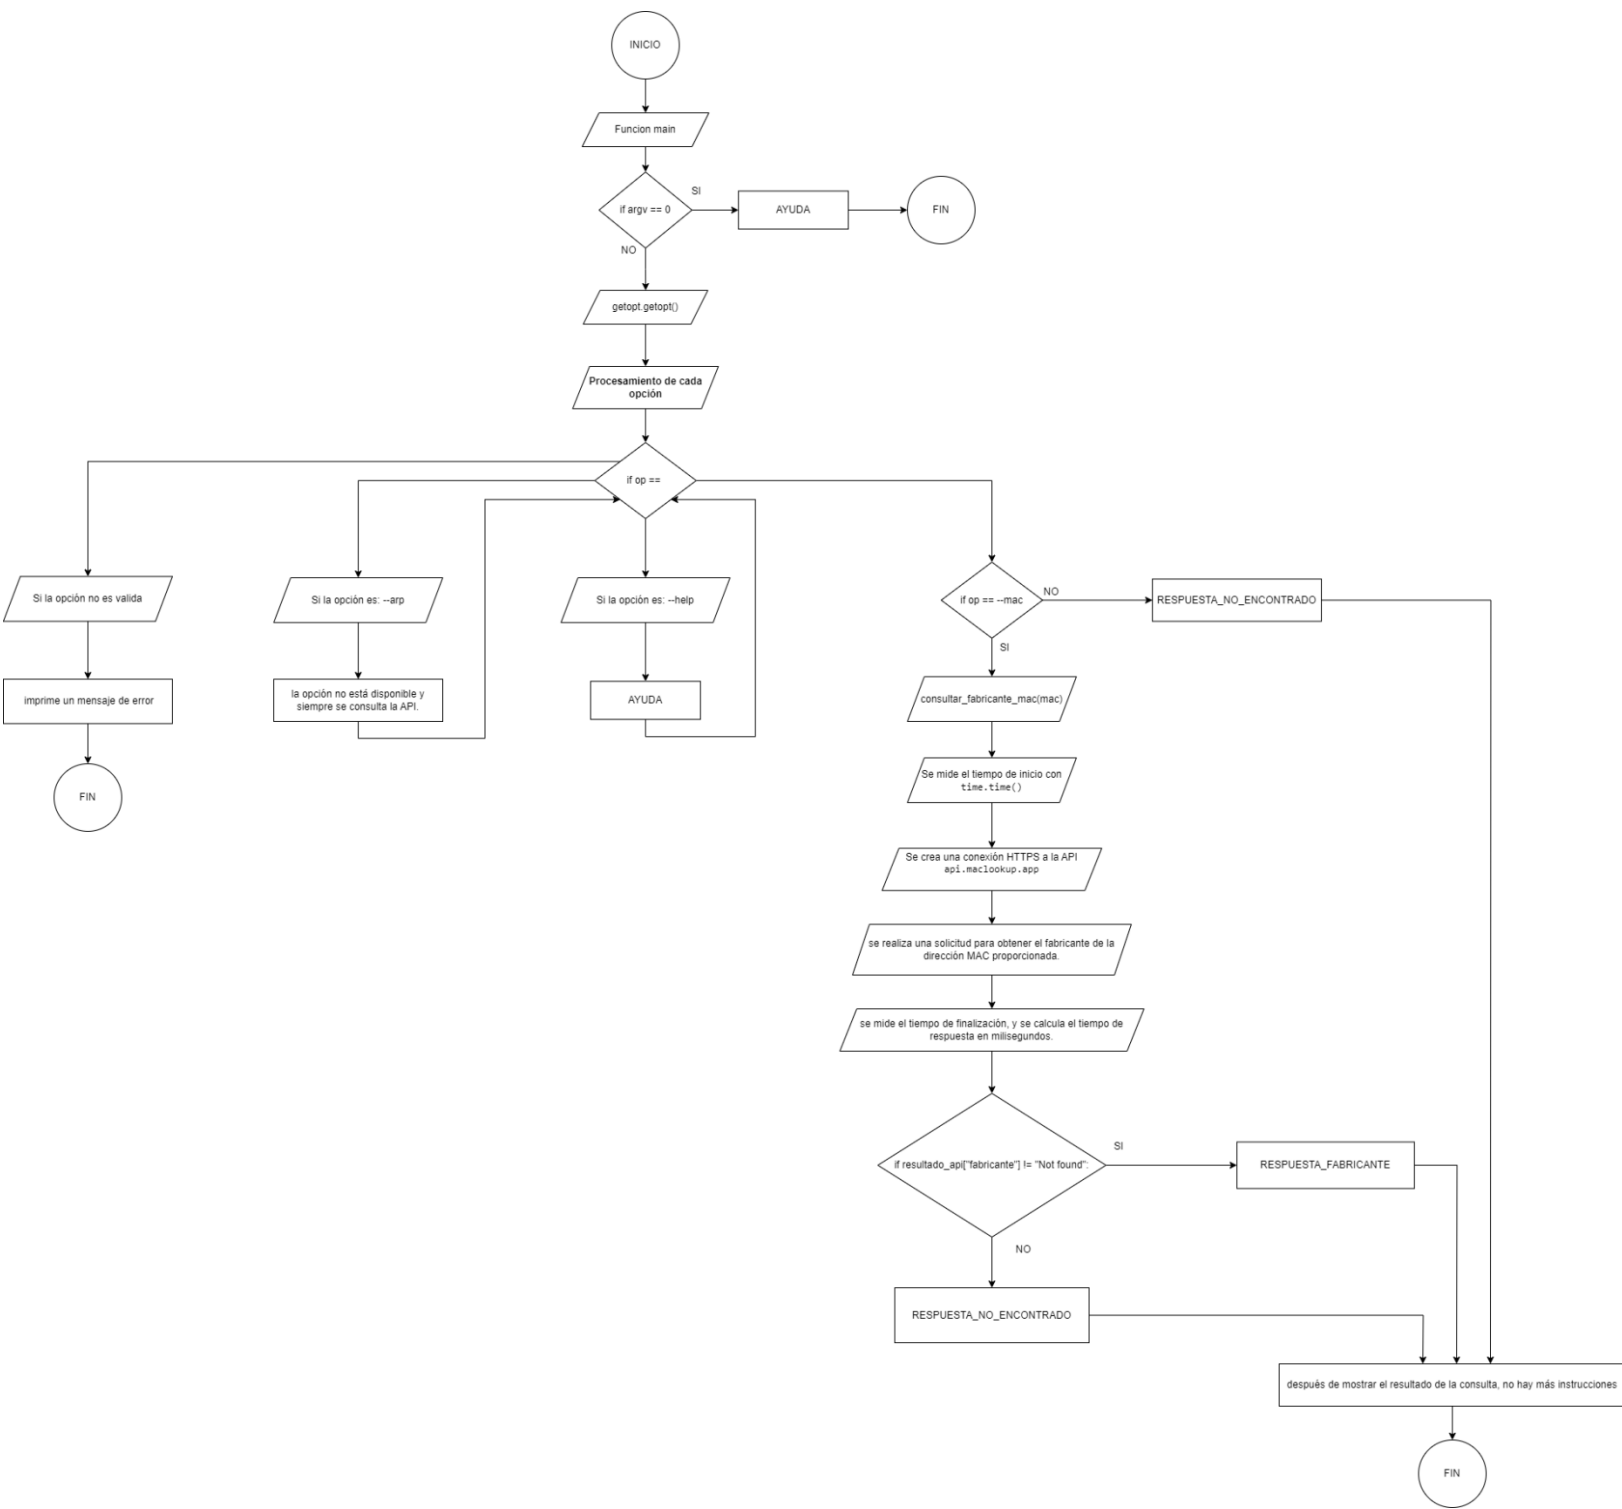 INICIO
Funcion main
if argv == 0
SI
AYUDA
FIN
NO
getopt.getopt()
Procesamiento de cada
opción
if op ==
Si la opción no es valida
imprime un mensaje de error
FIN
Si la opción es: --arp
la opción no está disponible y
siempre se consulta la API.
Si la opción es: --help
AYUDA
if op == --mac
NO
RESPUESTA_NO_ENCONTRADO
SI
consultar_fabricante_mac(mac)
Se mide el tiempo de inicio con
time.time()
Se crea una conexión HTTPS a la API
api.maclookup.app
se realiza una solicitud para obtener el fabricante de la
dirección MAC proporcionada.
se mide el tiempo de finalización, y se calcula el tiempo de
respuesta en milisegundos.
if resultado_api["fabricante"] != "Not found":
SI
RESPUESTA_FABRICANTE
NO
RESPUESTA_NO_ENCONTRADO
después de mostrar el resultado de la consulta, no hay más instrucciones
FIN